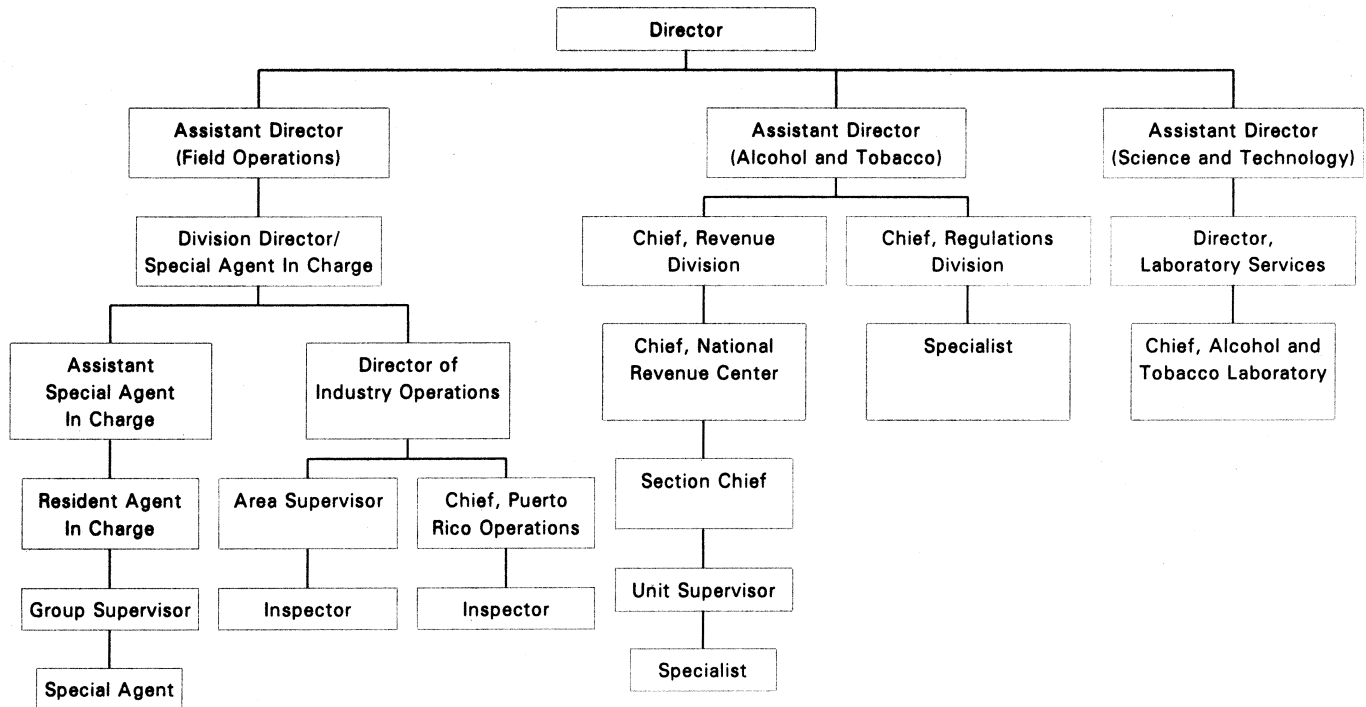 Director
Assistant Director
(Field Operations)
Assistant Director
(Alcohol and Tobacco)
Assistant Director
(Science and Technology)
Division Director/
Special Agent In Charge
Chief, Revenue
Division
Chief, Regulations
Division
Director,
Laboratory Services
Assistant
Special Agent
In Charge
Director of
Industry Operations
Chief, National
Revenue Center
Specialist
Chief, Alcohol and
Tobacco Laboratory
Resident Agent
In Charge
Area Supervisor
Chief, Puerto
Rico Operations
Section Chief
Group Supervisor
Inspector
Inspector
Unit Supervisor
Special Agent
Specialist